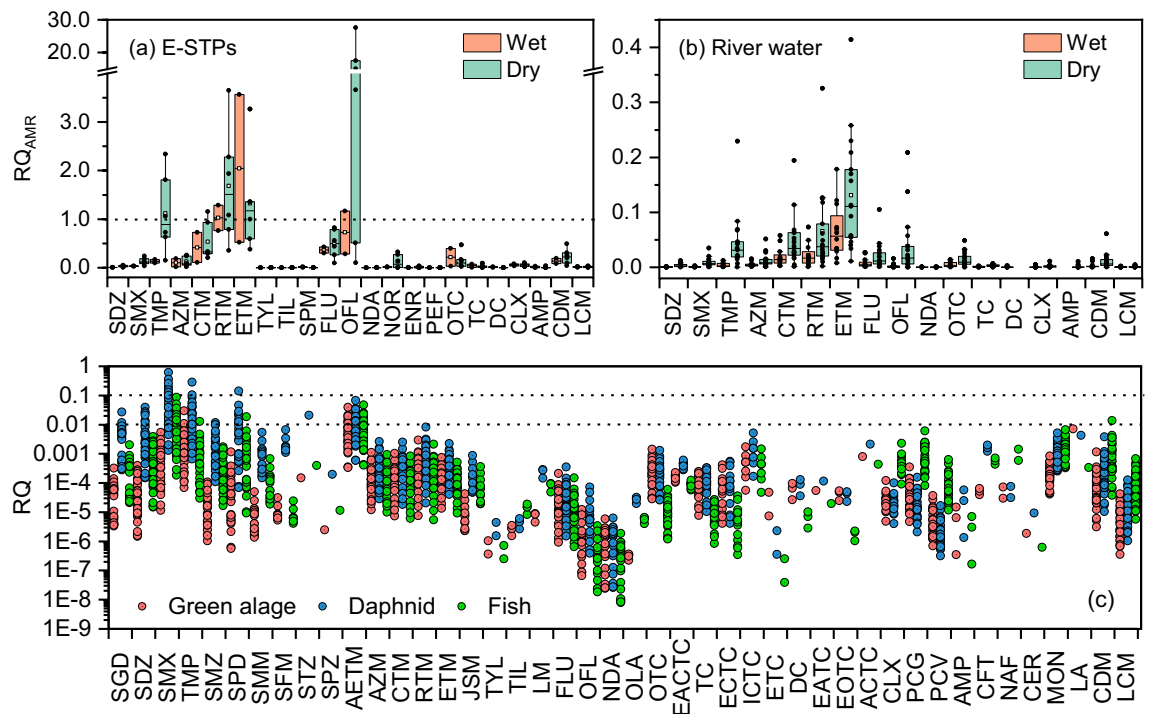 30.0
20.0
3.0
2.0
1.0
0.0
RQAMR
(a) E-STPs
Wet
Dry
SDZ
SMX
TMP
AZM
CTM
RTM
ETM
TYL
TIL
SPM
FLU
OFL
NDA
NOR
ENR
PEF
OTC
TC
DC
CLX
AMP
CDM
LCM
0.4
0.3
0.2
0.1
0.0
(b) River water
Wet
Dry
SDZ
SMX
TMP
AZM
CTM
RTM
ETM
FLU
OFL
NDA
OTC
TC
DC
CLX
AMP
CDM
LCM
1
0.1
0.01
0.001
1E-4
1E-5
1E-6
1E-7
1E-8
1E-9
RQ
Green alage
Daphnid
Fish
(c)
SGD
SDZ
SMX
TMP
SMZ
SPD
SMM
SFM
STZ
SPZ
AETM
AZM
CTM
RTM
ETM
JSM
TYL
TIL
LM
FLU
OFL
NDA
OLA
OTC
EACTC
TC
ECTC
ICTC
ETC
DC
EATC
EOTC
ACTC
CLX
PCG
PCV
AMP
CFT
NAF
CER
MON
LA
CDM
LCM